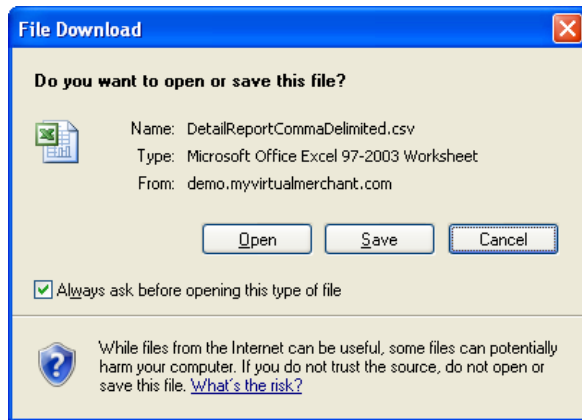 File Download
Do you want to open or save this file?
Name: DetailReportCommaDelimited.csv
Type: Microsoft Office Excel 97-2003 Worksheet
From: demo.myvirtualmerchant.com
Open Save Cancel
Always ask before opening this type of file
While files from the Internet can be useful, some files can potentially
harm your computer. If you do not trust the source, do not open or
save this file. What's the risk?